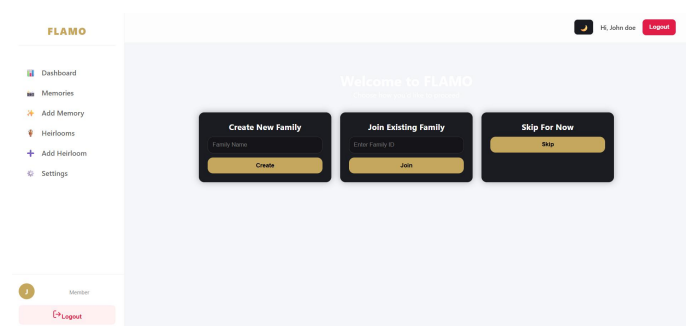 FLAMO
Hi, John doe
Logout
Dashboard
Memories
Add Memory
Heirlooms
Add Heirloom
Settings
Welcome to FLAMO
Create New Family
Family Name
Create
Join Existing Family
Enter Family ID
Join
Skip For Now
Skip
J
Member
Logout